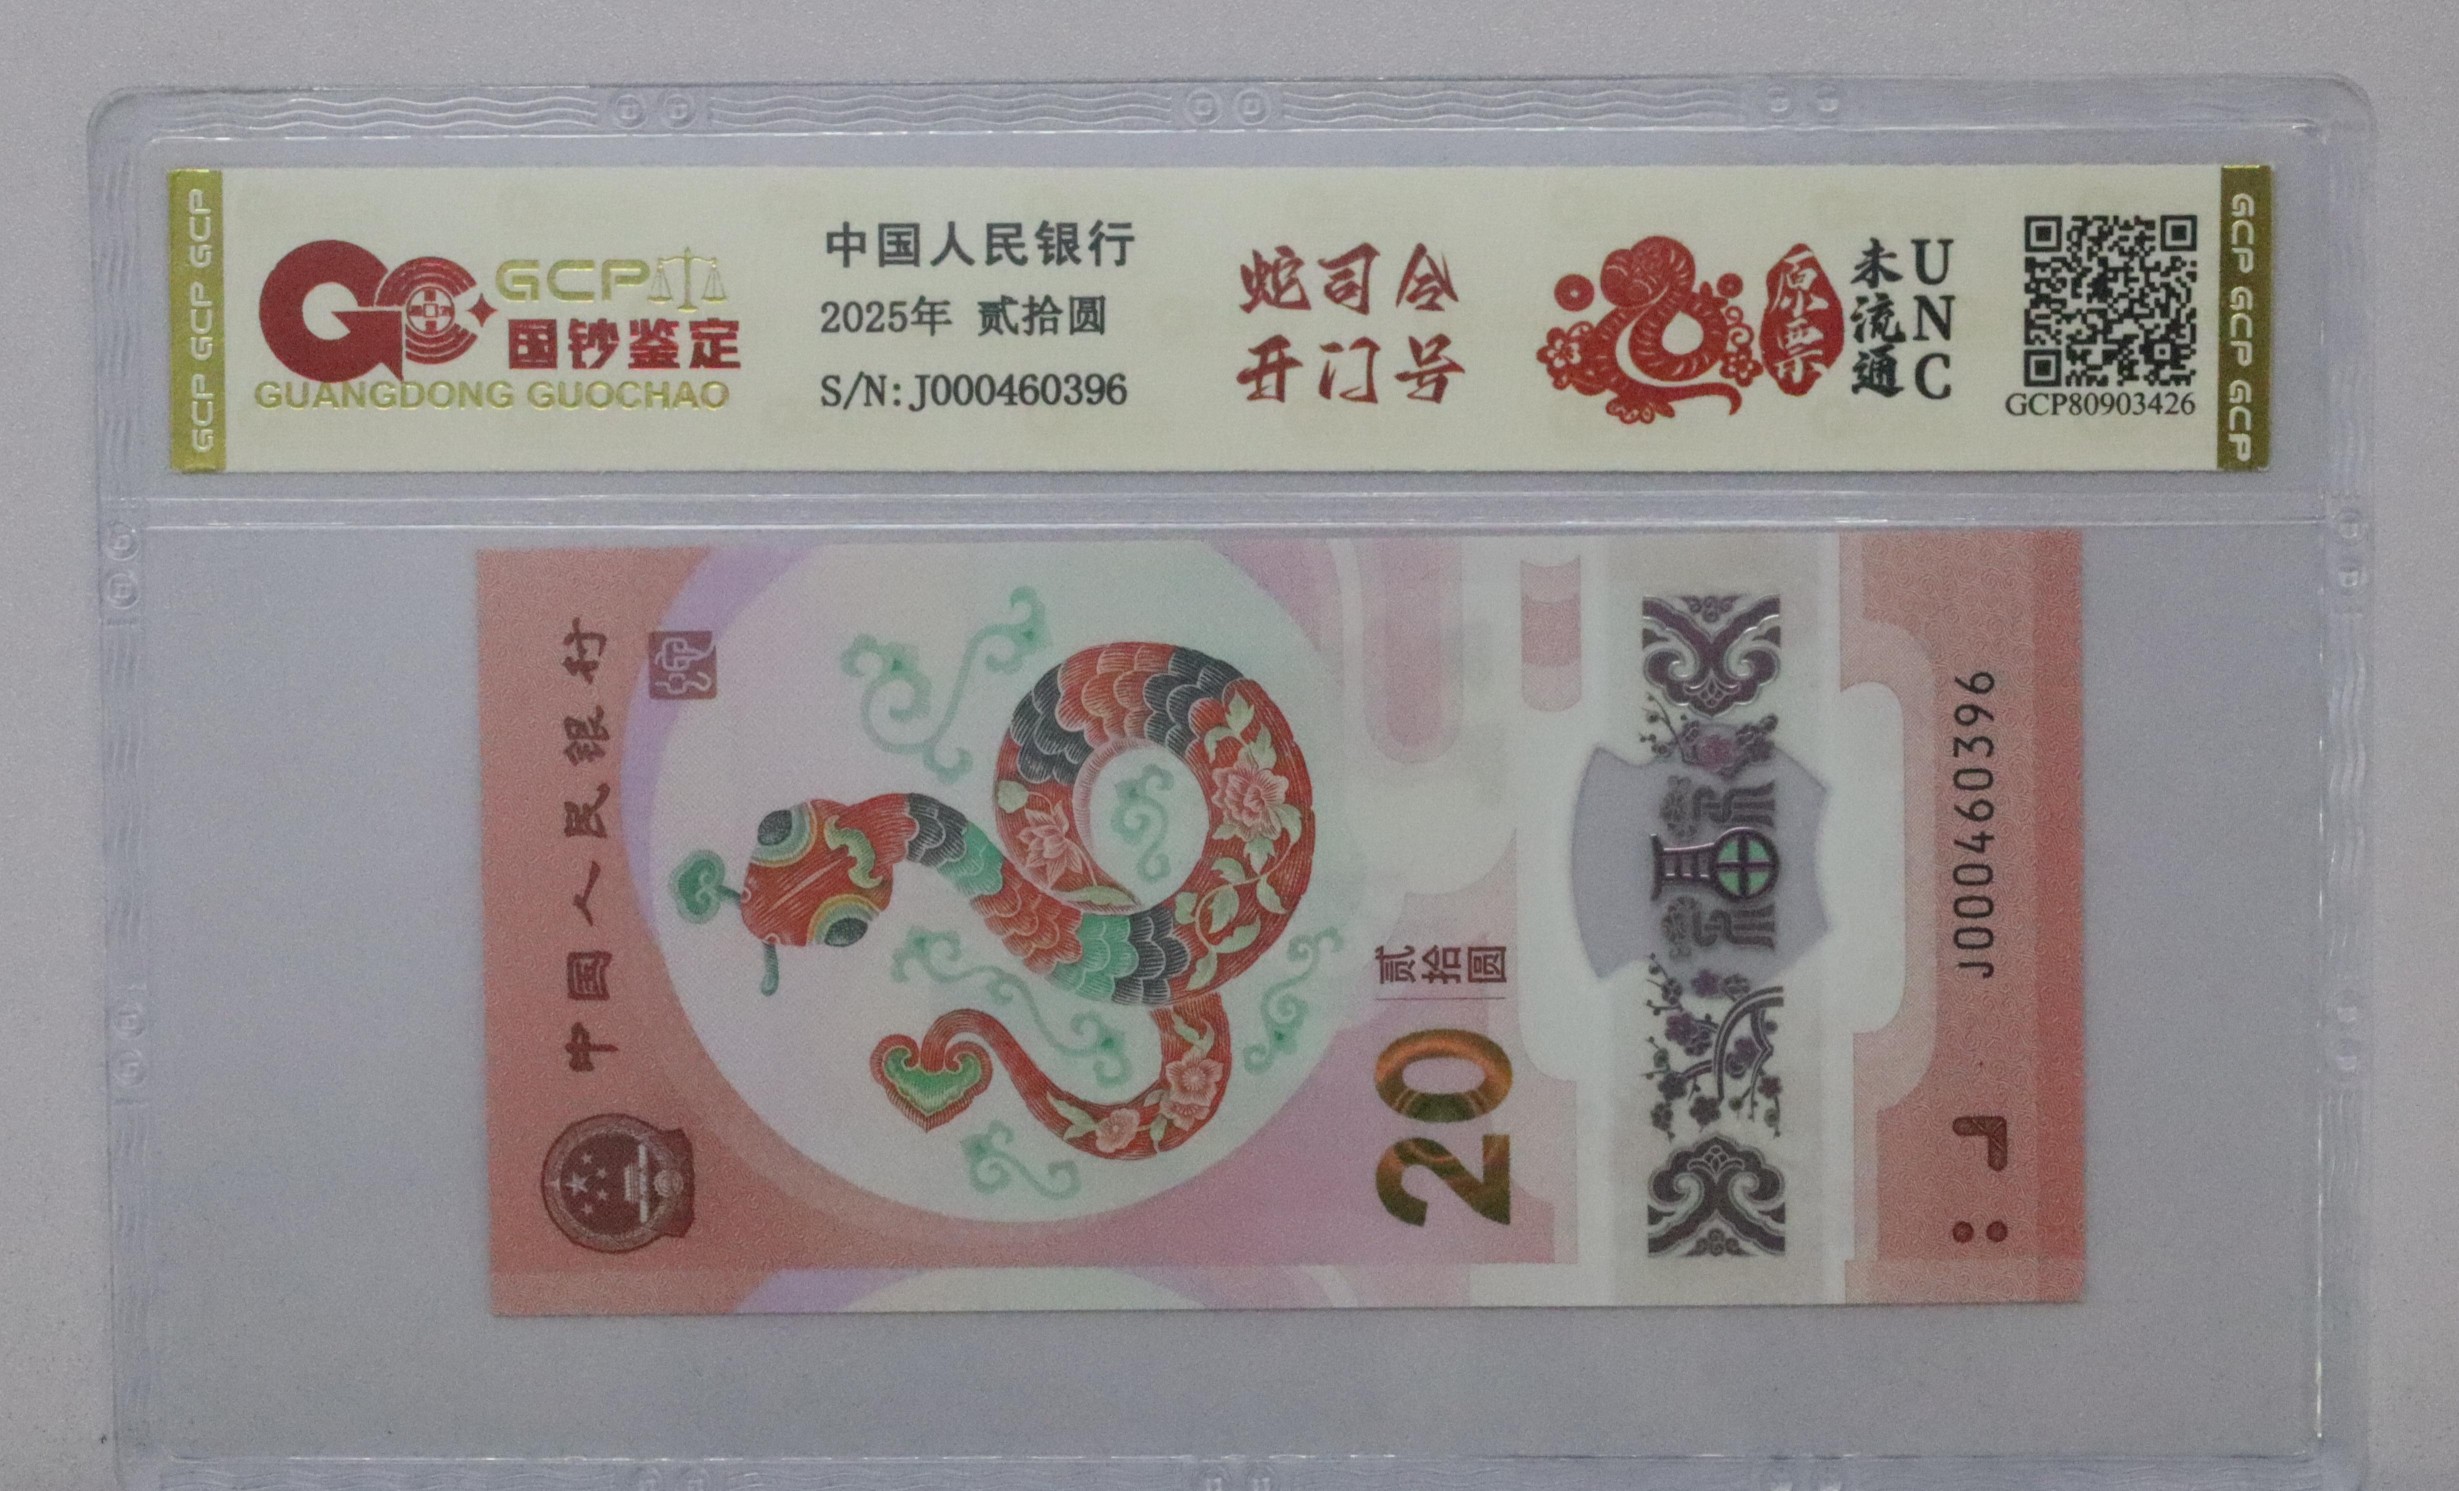 GCP GCP GCP
GCP
国钞鉴定
GUANGDONG GUOCHAO
中国人民银行
2025年 贰拾圆
S/N:J000460396
蛇司令
开门号
原票
未流通
UNC
GCP80903426
GCP GCP GCP
中国人民银行
蛇
贰拾圆
20
福
J000460396